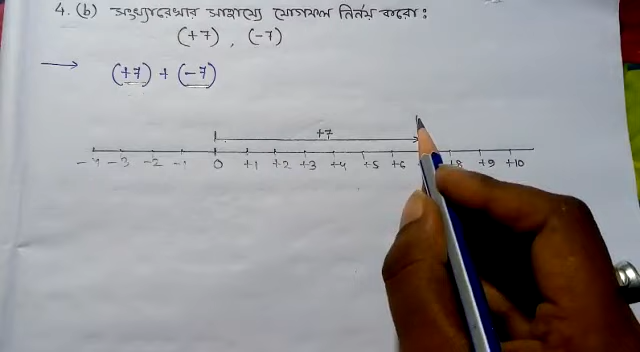 4. (b) সংখ্যারেখার সাহায্যে যোগফল নির্ণয় করো :
(+7) , (-7)
(+7) + (-7)
+7
-4 -3 -2 -1 0 +1 +2 +3 +4 +5 +6 +8 +9 +10